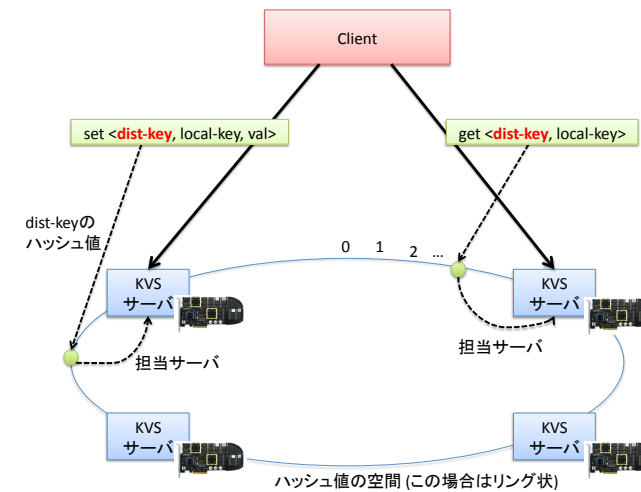 Client
set <dist-key, local-key, val>
get <dist-key, local-key>
dist-keyの
ハッシュ値
0 1 2 ...
KVS
サーバ
KVS
サーバ
担当サーバ
担当サーバ
KVS
サーバ
KVS
サーバ
ハッシュ値の空間 (この場合はリング状)